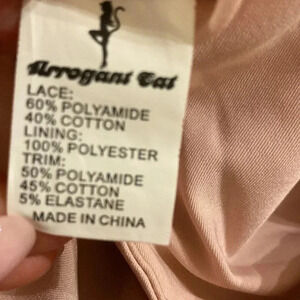 Arrogant Cat
LACE:
60% POLYAMIDE
40% COTTON
LINING:
100% POLYESTER
TRIM:
50% POLYAMIDE
45% COTTON
5% ELASTANE
MADE IN CHINA